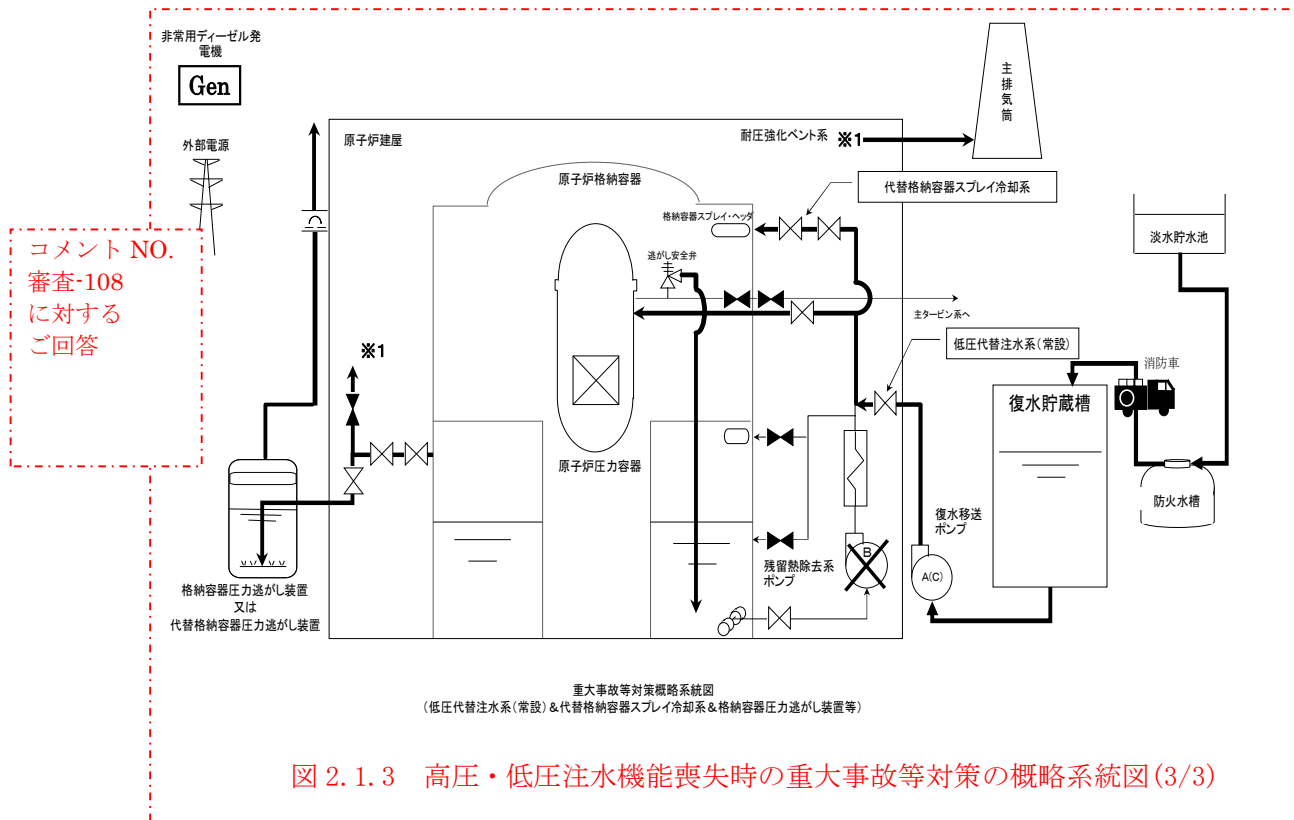 非常用ディーゼル発
電機
Gen
外部電源
コメント NO.
審査-108
に対する
ご回答
原子炉建屋
耐圧強化ベント系 ※1
主排気筒
原子炉格納容器
代替格納容器スプレイ冷却系
格納容器スプレイ・ヘッダ
逃がし安全弁
淡水貯水池
主タービン系へ
低圧代替注水系(常設)
※1
消防車
復水貯蔵槽
原子炉圧力容器
防火水槽
復水移送
ポンプ
残留熱除去系
ポンプ
B
A(C)
格納容器圧力逃がし装置
又は
代替格納容器圧力逃がし装置
重大事故等対策概略系統図
(低圧代替注水系(常設)&代替格納容器スプレイ冷却系&格納容器圧力逃がし装置等)
図 2.1.3 高圧・低圧注水機能喪失時の重大事故等対策の概略系統図(3/3)